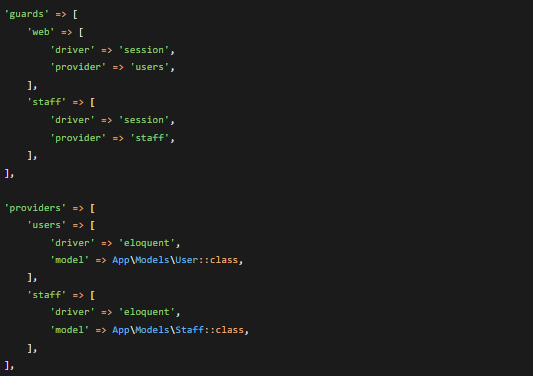 'guards' => [
    'web' => [
        'driver' => 'session',
        'provider' => 'users',
    ],
    'staff' => [
        'driver' => 'session',
        'provider' => 'staff',
    ],
],

'providers' => [
    'users' => [
        'driver' => 'eloquent',
        'model' => App\Models\User::class,
    ],
    'staff' => [
        'driver' => 'eloquent',
        'model' => App\Models\Staff::class,
    ],
],